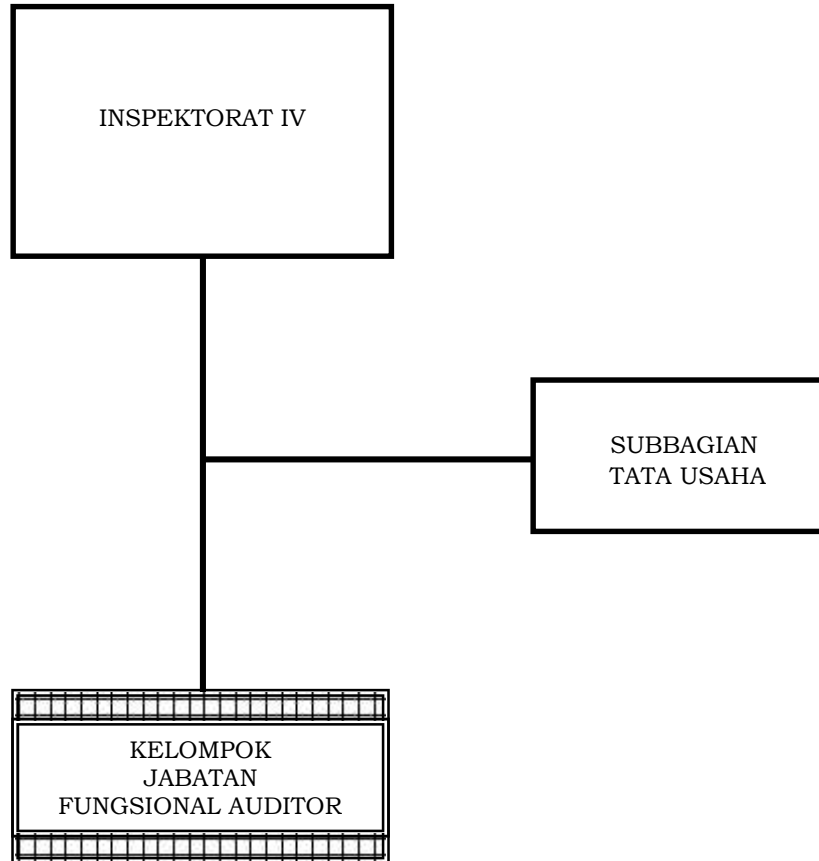 INSPEKTORAT IV
SUBBAGIAN
TATA USAHA
KELOMPOK
JABATAN
FUNGSIONAL AUDITOR